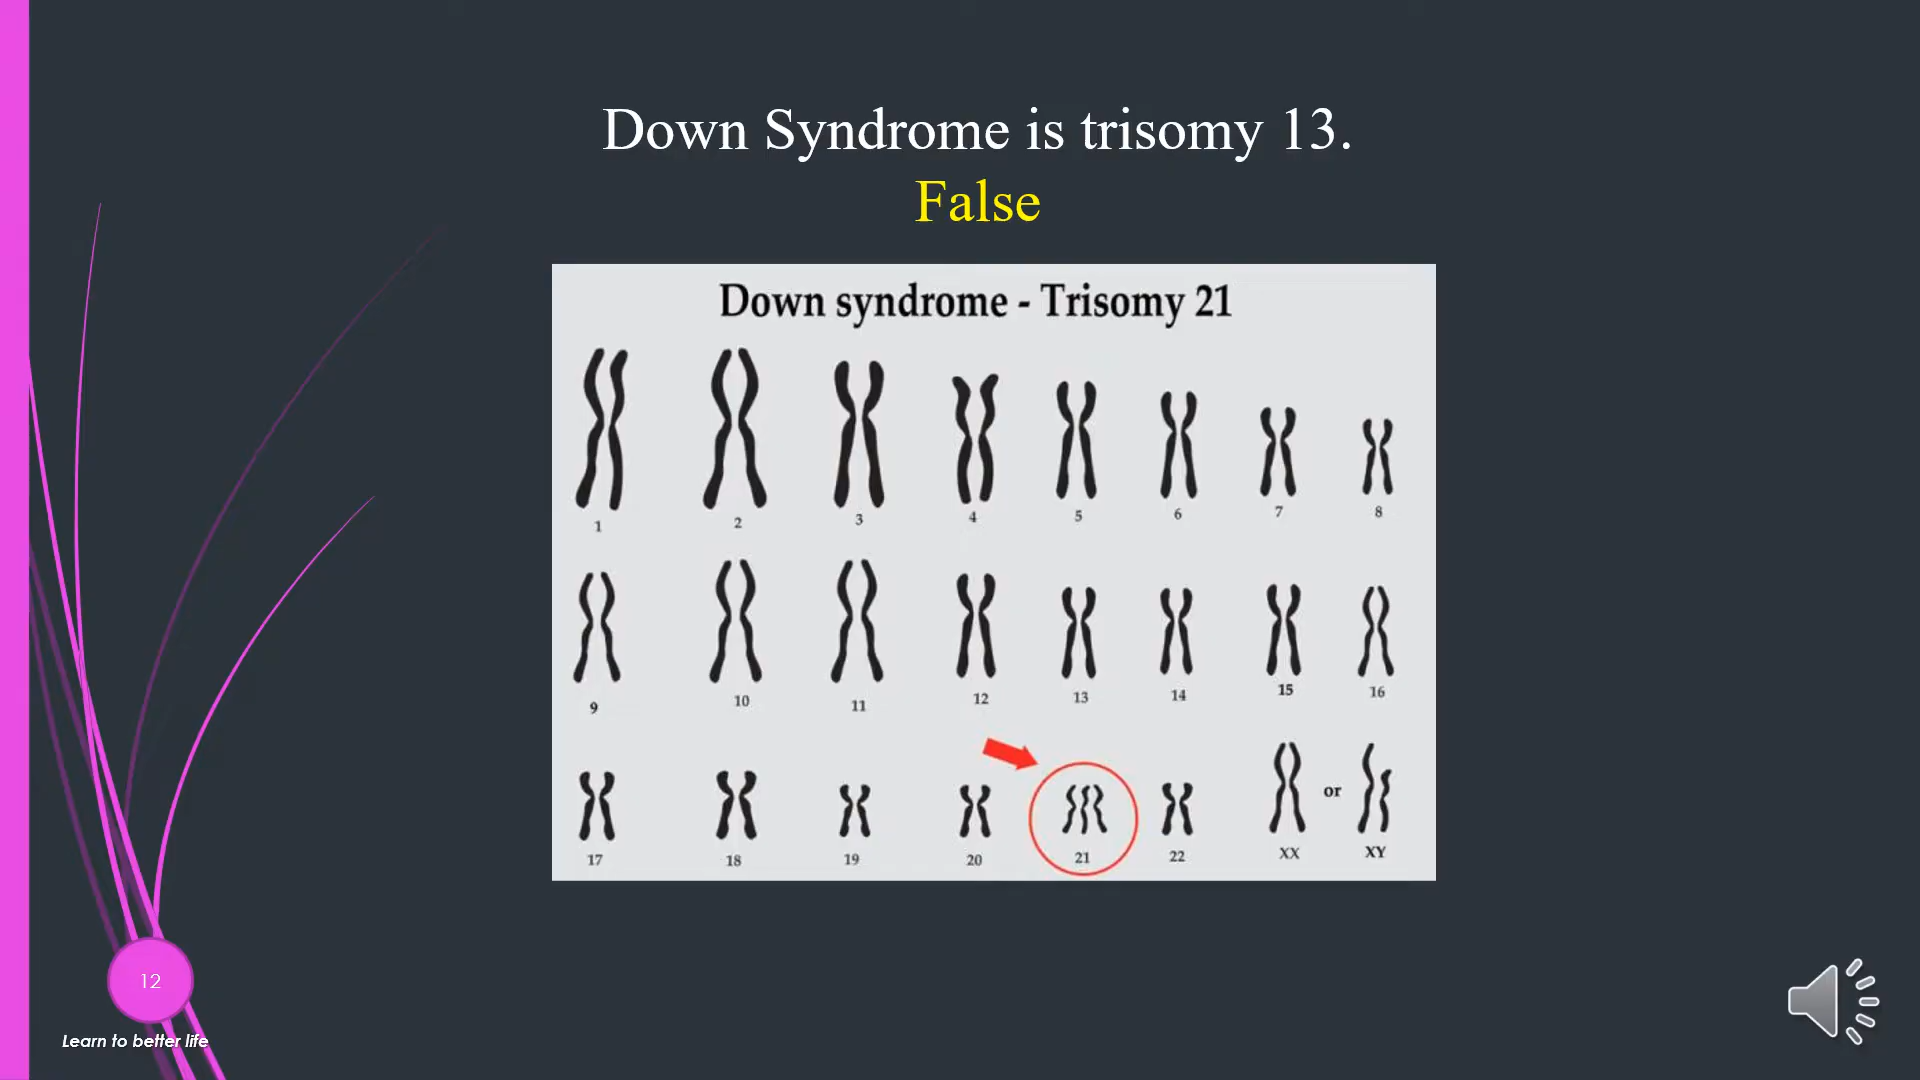 Down Syndrome is trisomy 13.
False
Down syndrome - Trisomy 21
1 2 3 4 5 6 7 8
9 10 11 12 13 14 15 16
or
17 18 19 20 21 22 XX XY
12
Learn to better life